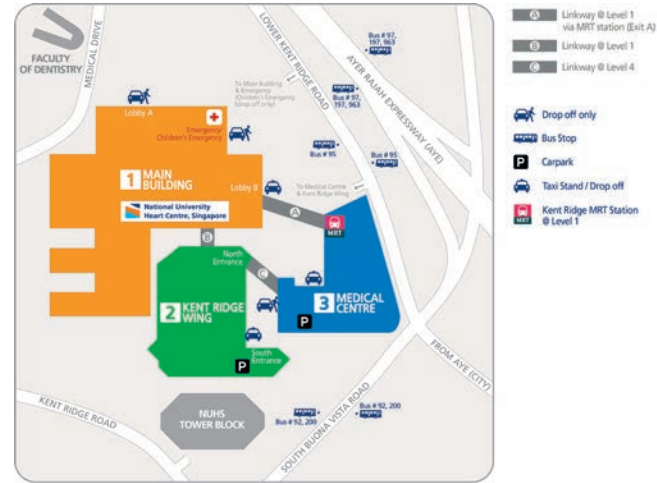 FACULTY
OF DENTISTRY
MEDICAL DRIVE
LOWER KENT RIDGE ROAD
Bus # 97,
197, 963
AYER RAJAH EXPRESSWAY (AYE)
To Main Building
& Emergency
/Children's Emergency
(drop off only)
Bus # 97,
197, 963
Lobby A
Emergency/
Children's Emergency
Bus # 95
Bus # 95
1 MAIN
BUILDING
Lobby B
To Medical Centre
& Kent Ridge Wing
National University
Heart Centre, Singapore
A
MRT
B
North
Entrance
C
2 KENT RIDGE
WING
3 MEDICAL
CENTRE
P
South
Entrance
P
FROM AYE (CITY)
KENT RIDGE ROAD
NUHS
TOWER BLOCK
Bus # 92, 200
Bus # 92, 200
SOUTH BUONA VISTA ROAD
A Linkway @ Level 1
via MRT station (Exit A)
B Linkway @ Level 1
C Linkway @ Level 4
Drop off only
Bus Stop
P Carpark
Taxi Stand / Drop off
MRT Kent Ridge MRT Station
@ Level 1